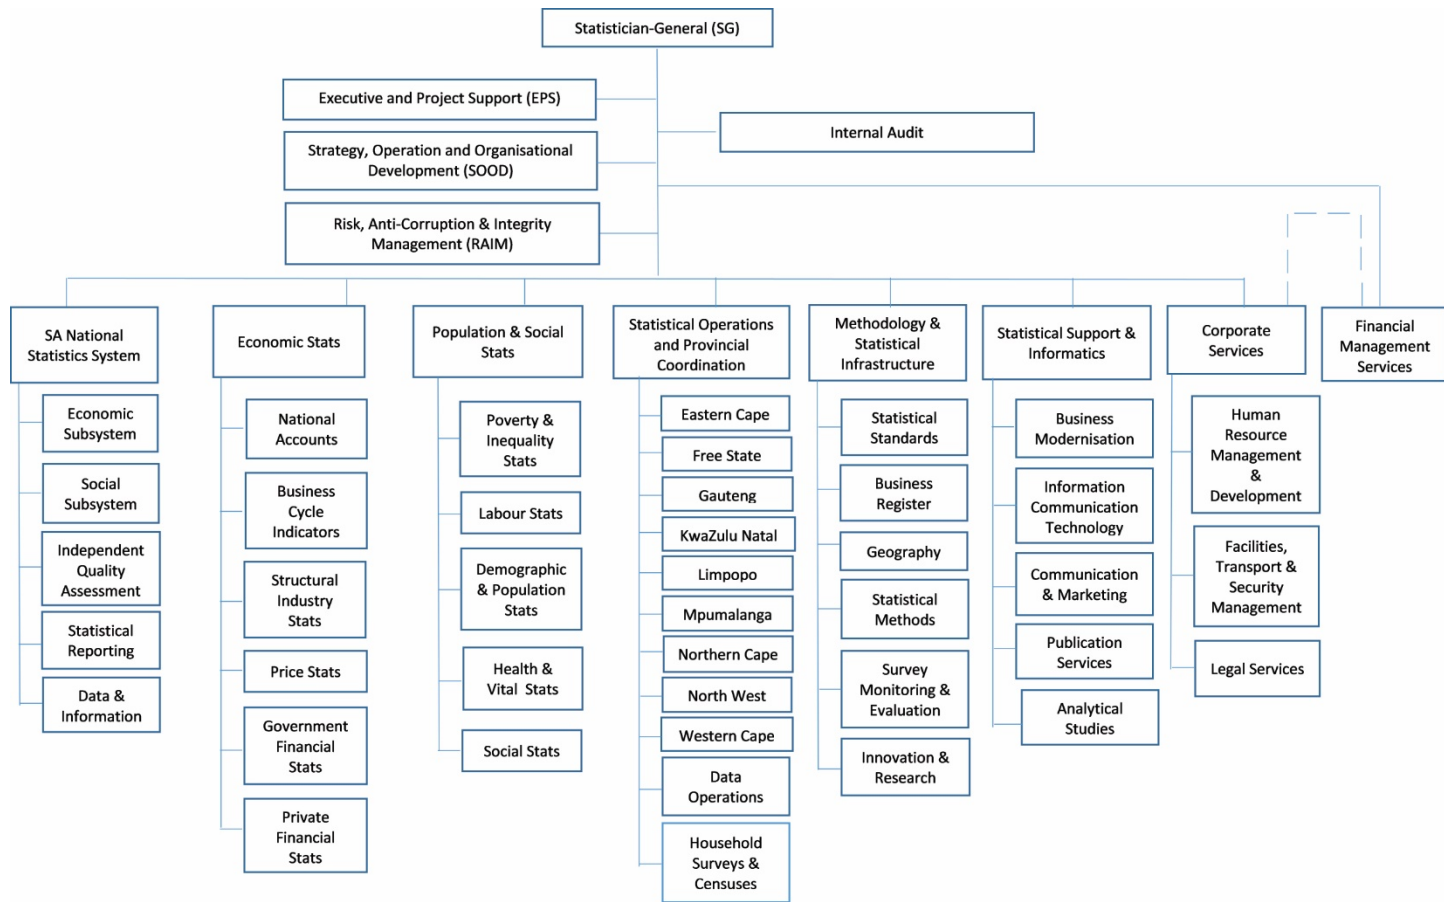 Statistician-General (SG)
Executive and Project Support (EPS)
Internal Audit
Strategy, Operation and Organisational
Development (SOOD)
Risk, Anti-Corruption & Integrity
Management (RAIM)
SA National
Statistics System
Economic
Subsystem
Social
Subsystem
Independent
Quality
Assessment
Statistical
Reporting
Data &
Information
Economic Stats
National
Accounts
Business
Cycle
Indicators
Structural
Industry
Stats
Price Stats
Government
Financial
Stats
Private
Financial
Stats
Population & Social
Stats
Poverty &
Inequality
Stats
Labour Stats
Demographic
& Population
Stats
Health &
Vital Stats
Social Stats
Statistical Operations
and Provincial
Coordination
Eastern Cape
Free State
Gauteng
KwaZulu Natal
Limpopo
Mpumalanga
Northern Cape
North West
Western Cape
Data
Operations
Household
Surveys &
Censuses
Methodology &
Statistical
Infrastructure
Statistical
Standards
Business
Register
Geography
Statistical
Methods
Survey
Monitoring &
Evaluation
Innovation &
Research
Statistical Support &
Informatics
Business
Modernisation
Information
Communication
Technology
Communication
& Marketing
Publication
Services
Analytical
Studies
Corporate
Services
Human
Resource
Management
&
Development
Facilities,
Transport &
Security
Management
Legal Services
Financial
Management
Services